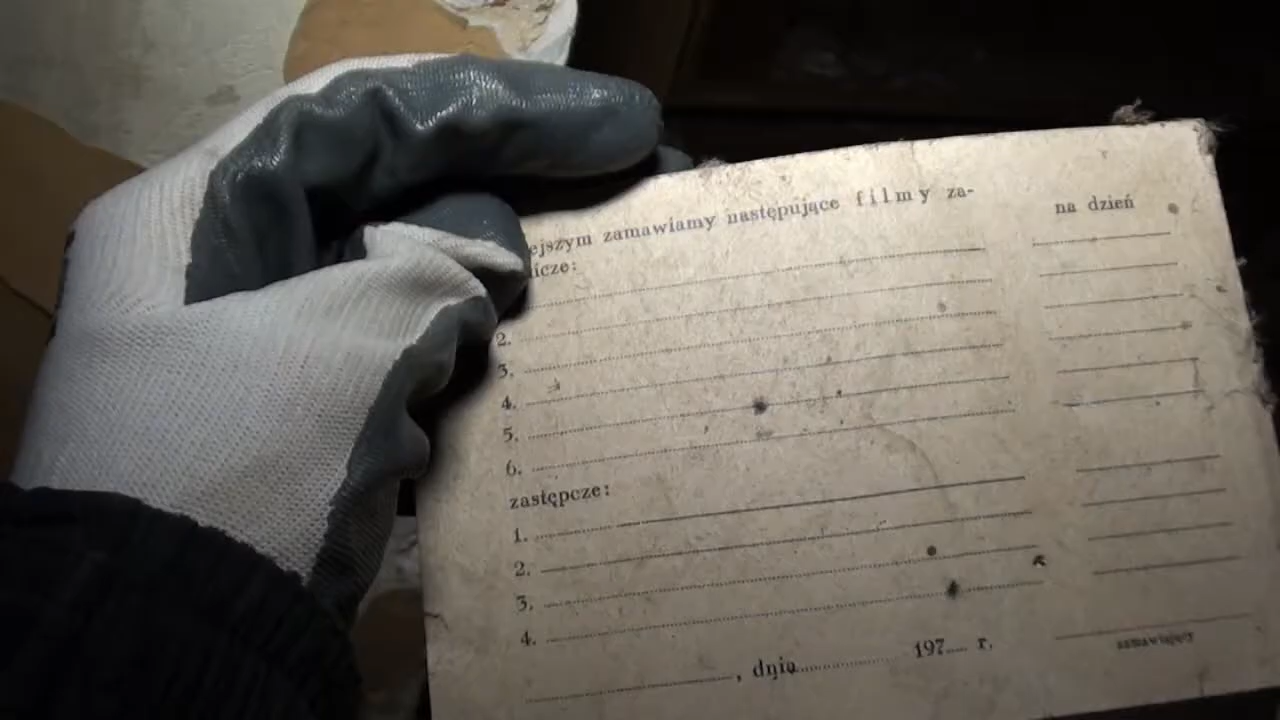 ejszym zamawiamy następujące filmy za-
icze: na dzień
2.
3.
4.
5.
6.
zastępcze:
1.
2.
3.
4.
, dnia 197 r.
zamawiający